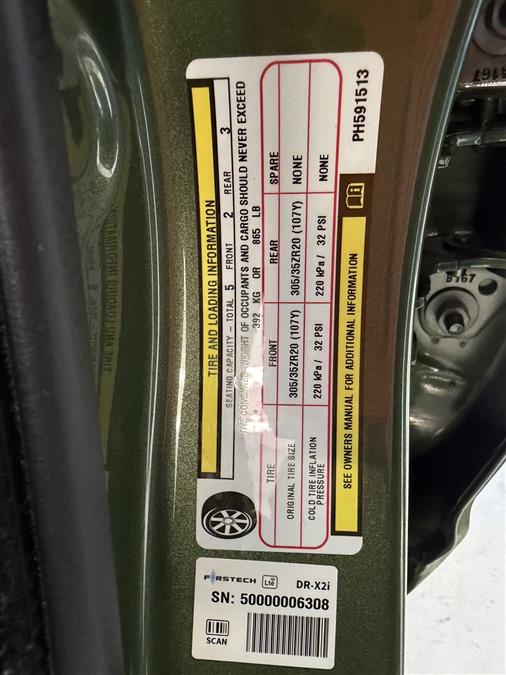 TIRE AND LOADING INFORMATION
SEATING CAPACITY - TOTAL 5 FRONT 2 REAR 3
THE COMBINED WEIGHT OF OCCUPANTS AND CARGO SHOULD NEVER EXCEED
392 KG OR 865 LB
TIRE FRONT REAR SPARE
ORIGINAL TIRE SIZE 305/35ZR20 (107Y) 305/35ZR20 (107Y) NONE
COLD TIRE INFLATION PRESSURE 220 kPa / 32 PSI 220 kPa / 32 PSI NONE
SEE OWNERS MANUAL FOR ADDITIONAL INFORMATION
PH591513
FIRSTECH Lte DR-X2i
SN: 50000006308
SCAN
B167